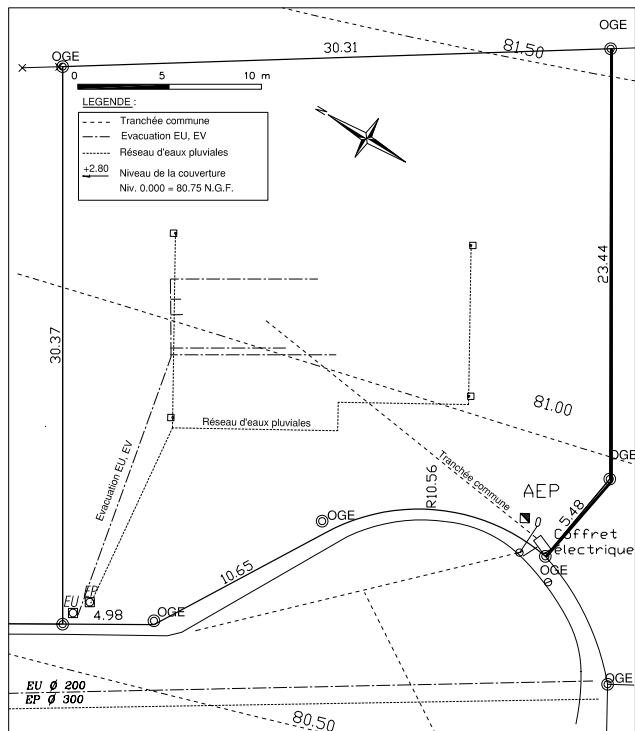 OGE
OGE
30.31
81.50
0 5 10 m
LEGENDE :
Tranchée commune
Evacuation EU, EV
Réseau d'eaux pluviales
+2.80 Niveau de la couverture
Niv. 0.000 = 80.75 N.G.F.
N
23.44
30.37
81.00
Réseau d'eaux pluviales
Evacuation EU, EV
Tranchée commune
R10.56
OGE
AEP
5.48
Coffret
électrique
OGE
OGE
10.65
EU
EP
4.98
OGE
OGE
EU Ø 200
EP Ø 300
80.50